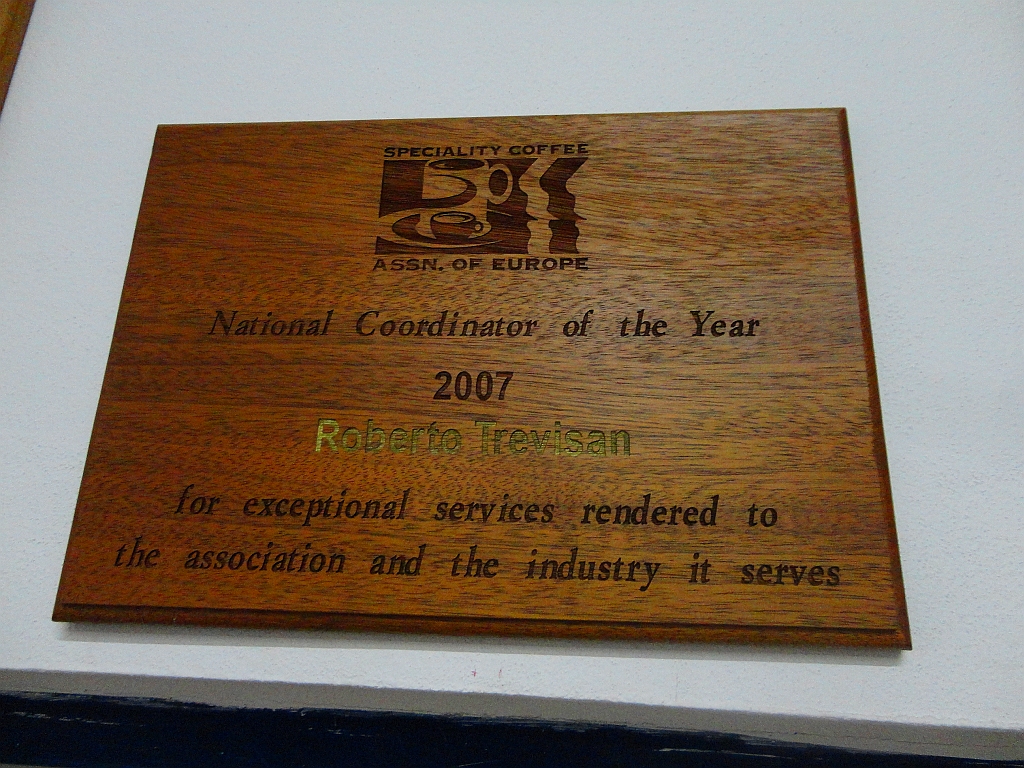 SPECIALITY COFFEE
ASSN. OF EUROPE
National Coordinator of the Year
2007
Roberto Trevisan
for exceptional services rendered to
the association and the industry it serves